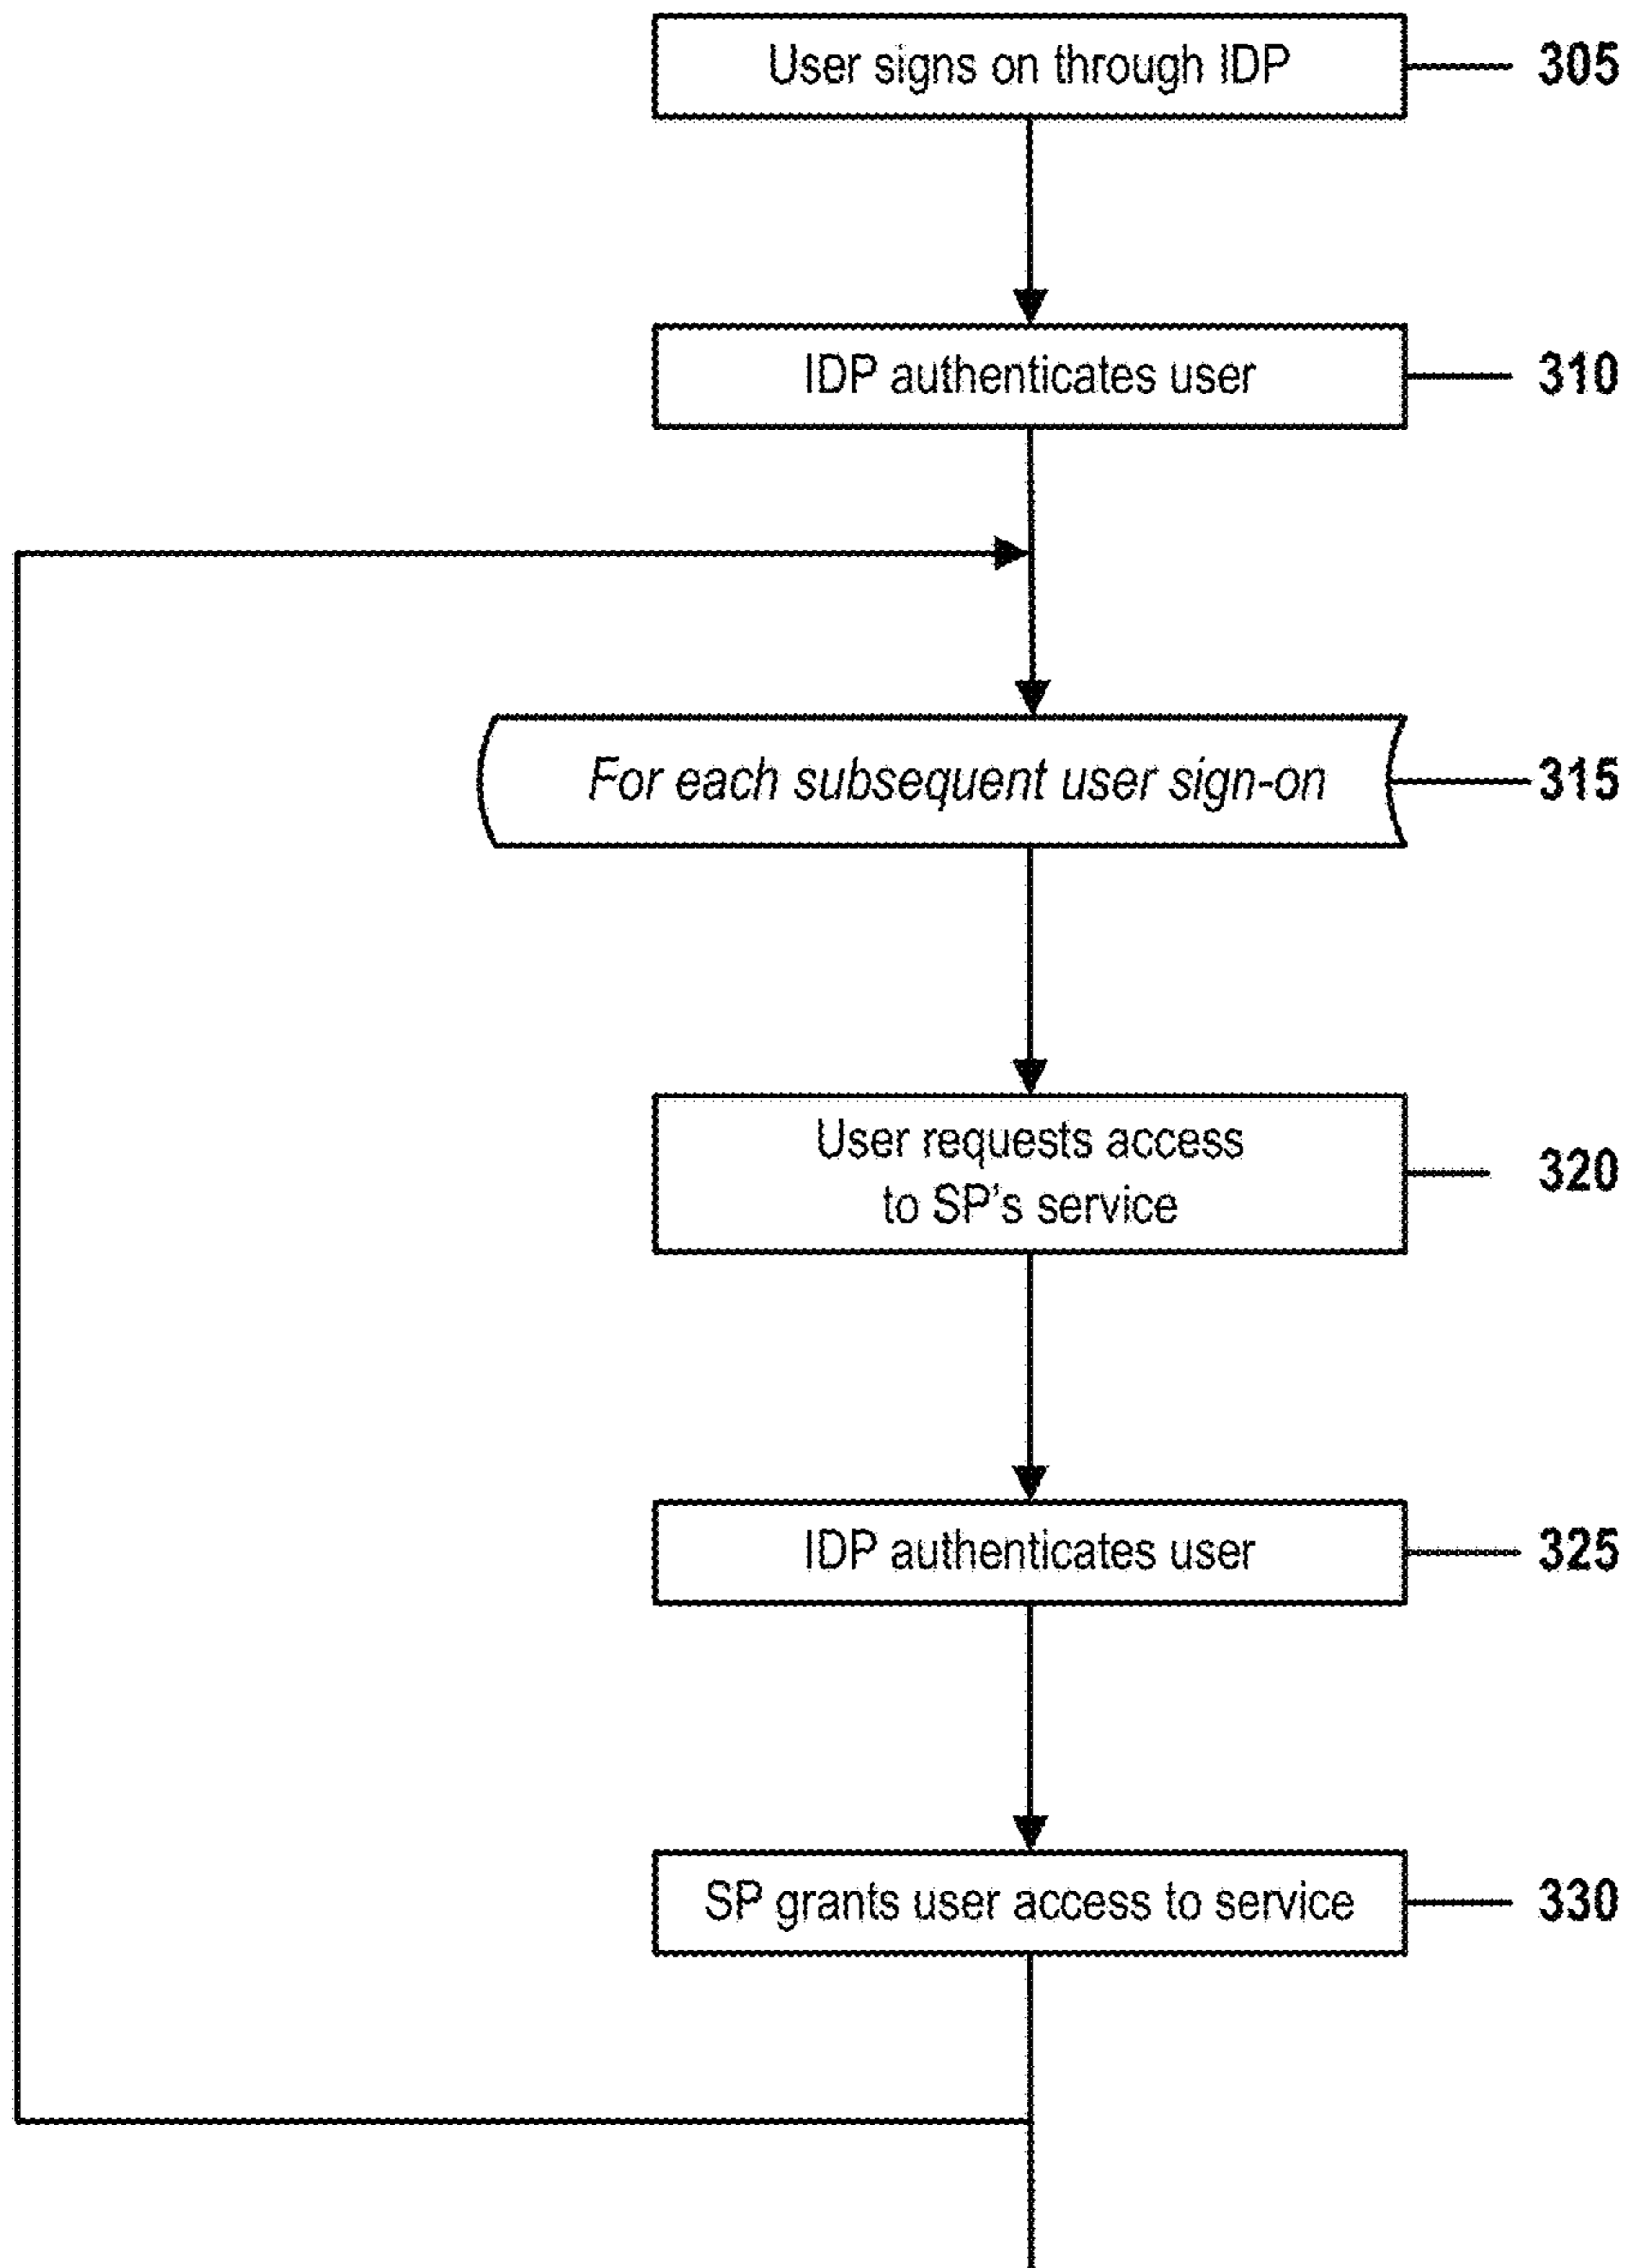 User signs on through IDP
305
IDP authenticates user
310
For each subsequent user sign-on
315
User requests access
to SP's service
320
IDP authenticates user
325
SP grants user access to service
330